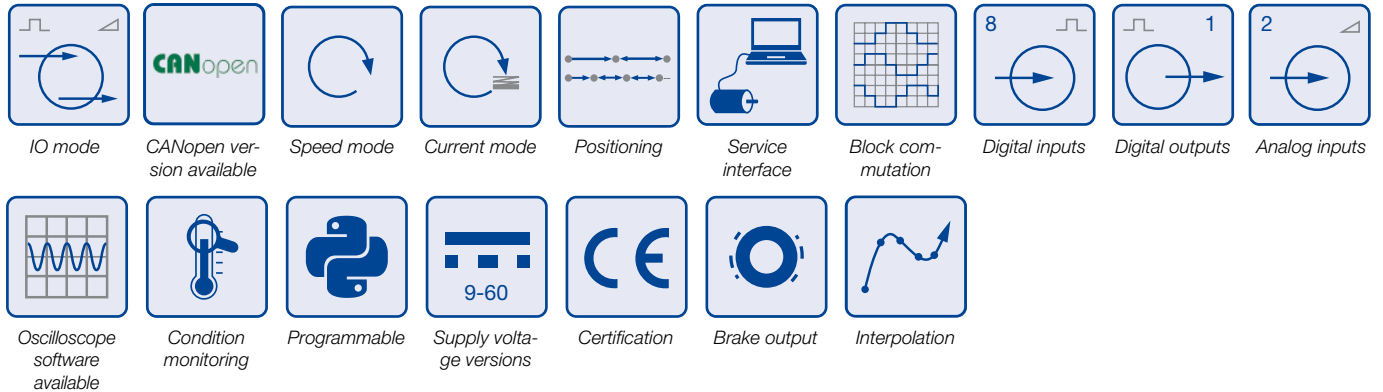 CANopen
8
1
2
IO mode
CANopen ver-
sion available
Speed mode
Current mode
Positioning
Service
interface
Block com-
mutation
Digital inputs
Digital outputs
Analog inputs
9-60
CE
Oscilloscope
software
available
Condition
monitoring
Programmable
Supply volta-
ge versions
Certification
Brake output
Interpolation